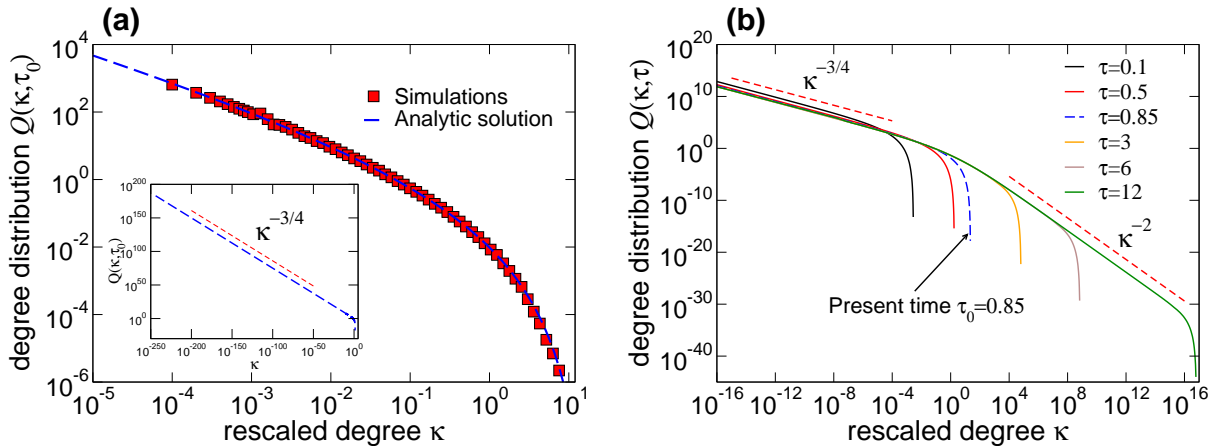 (a)
degree distribution Q(κ,τ0)
10^4
10^2
10^0
10^-2
10^-4
10^-6
Simulations
Analytic solution
Q(κ,τ0)
10^200
10^150
10^100
10^50
10^0
κ^-3/4
10^-250 10^-200 10^-150 10^-100 10^-50 10^0
κ
10^-5 10^-4 10^-3 10^-2 10^-1 10^0 10^1
rescaled degree κ
(b)
degree distribution Q(κ,τ)
10^20
10^10
10^0
10^-10
10^-20
10^-30
10^-40
κ^-3/4
τ=0.1
τ=0.5
τ=0.85
τ=3
τ=6
τ=12
κ^-2
Present time τ0=0.85
10^-16 10^-12 10^-8 10^-4 10^0 10^4 10^8 10^12 10^16
rescaled degree κ